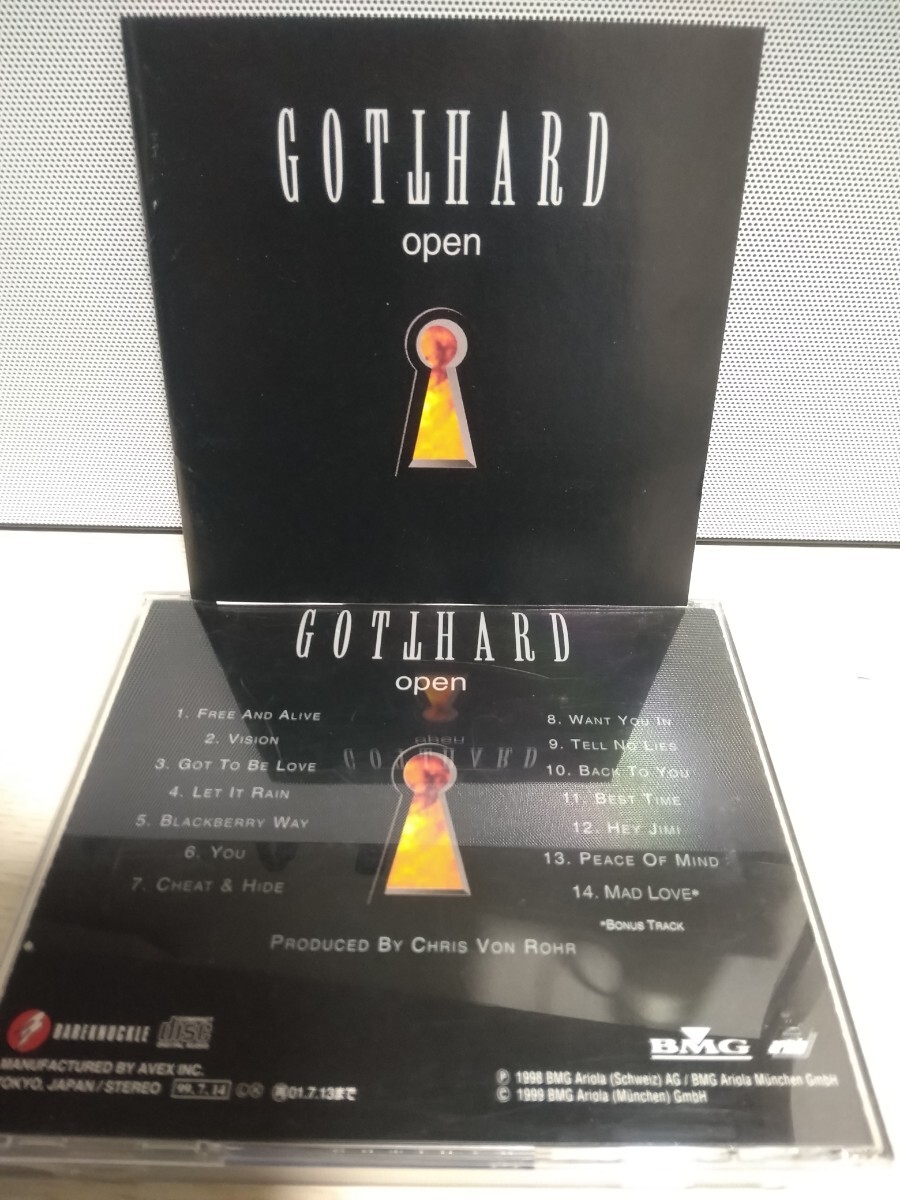 GOTTHARD
open
GOTTHARD
open
1. FREE AND ALIVE
2. VISION
3. GOT TO BE LOVE
4. LET IT RAIN
5. BLACKBERRY WAY
6. YOU
7. CHEAT & HIDE
8. WANT YOU IN
9. TELL NO LIES
10. BACK TO YOU
11. BEST TIME
12. HEY JIMI
13. PEACE OF MIND
14. MAD LOVE*
*BONUS TRACK
PRODUCED BY CHRIS VON ROHR
BAREKNUCKLE disc
MANUFACTURED BY AVEX INC.
TOKYO, JAPAN / STEREO 99.7.14 01.7.13まで
BMG
Ⓟ 1998 BMG Ariola (Schweiz) AG / BMG Ariola München GmbH
© 1999 BMG Ariola (München) GmbH